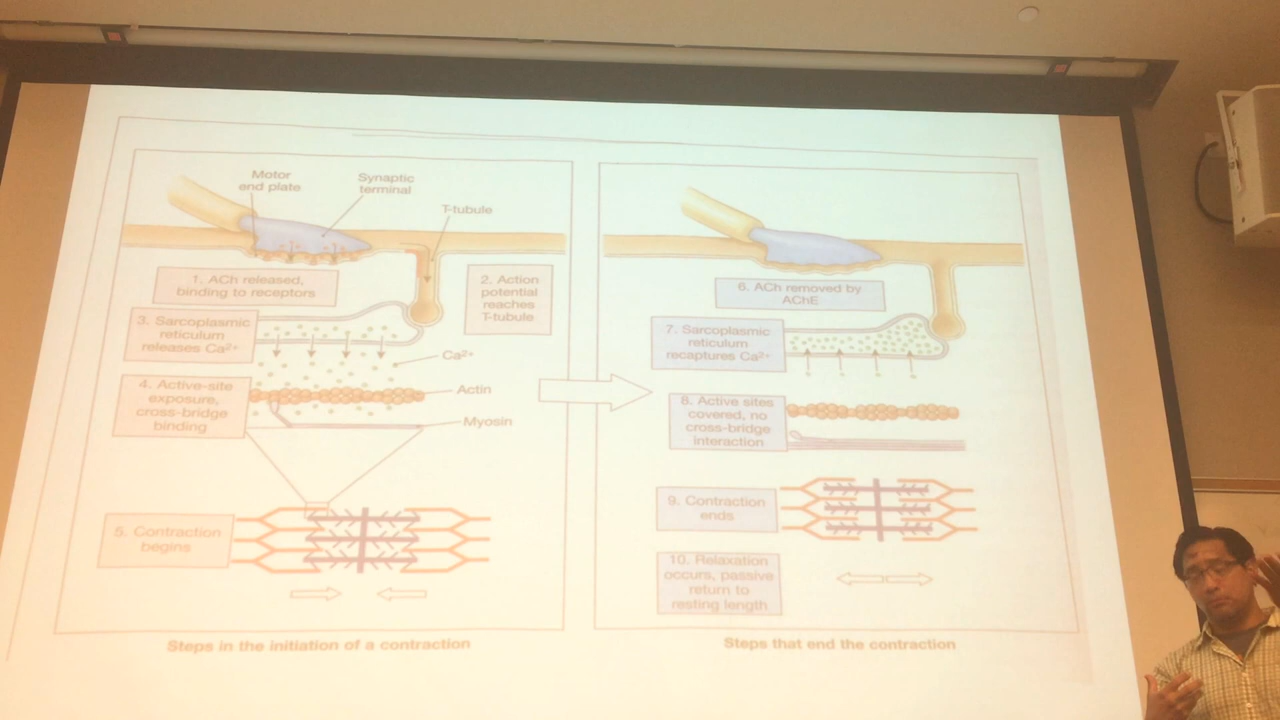 Motor
end plate
Synaptic
terminal
T-tubule
1. ACh released,
binding to receptors
2. Action
potential
reaches
T-tubule
3. Sarcoplasmic
reticulum
releases Ca²⁺
Ca²⁺
4. Active-site
exposure,
cross-bridge
binding
Actin
Myosin
5. Contraction
begins
Steps in the initiation of a contraction
6. ACh removed by
AChE
7. Sarcoplasmic
reticulum
recaptures Ca²⁺
8. Active sites
covered, no
cross-bridge
interaction
9. Contraction
ends
10. Relaxation
occurs, passive
return to
resting length
Steps that end the contraction